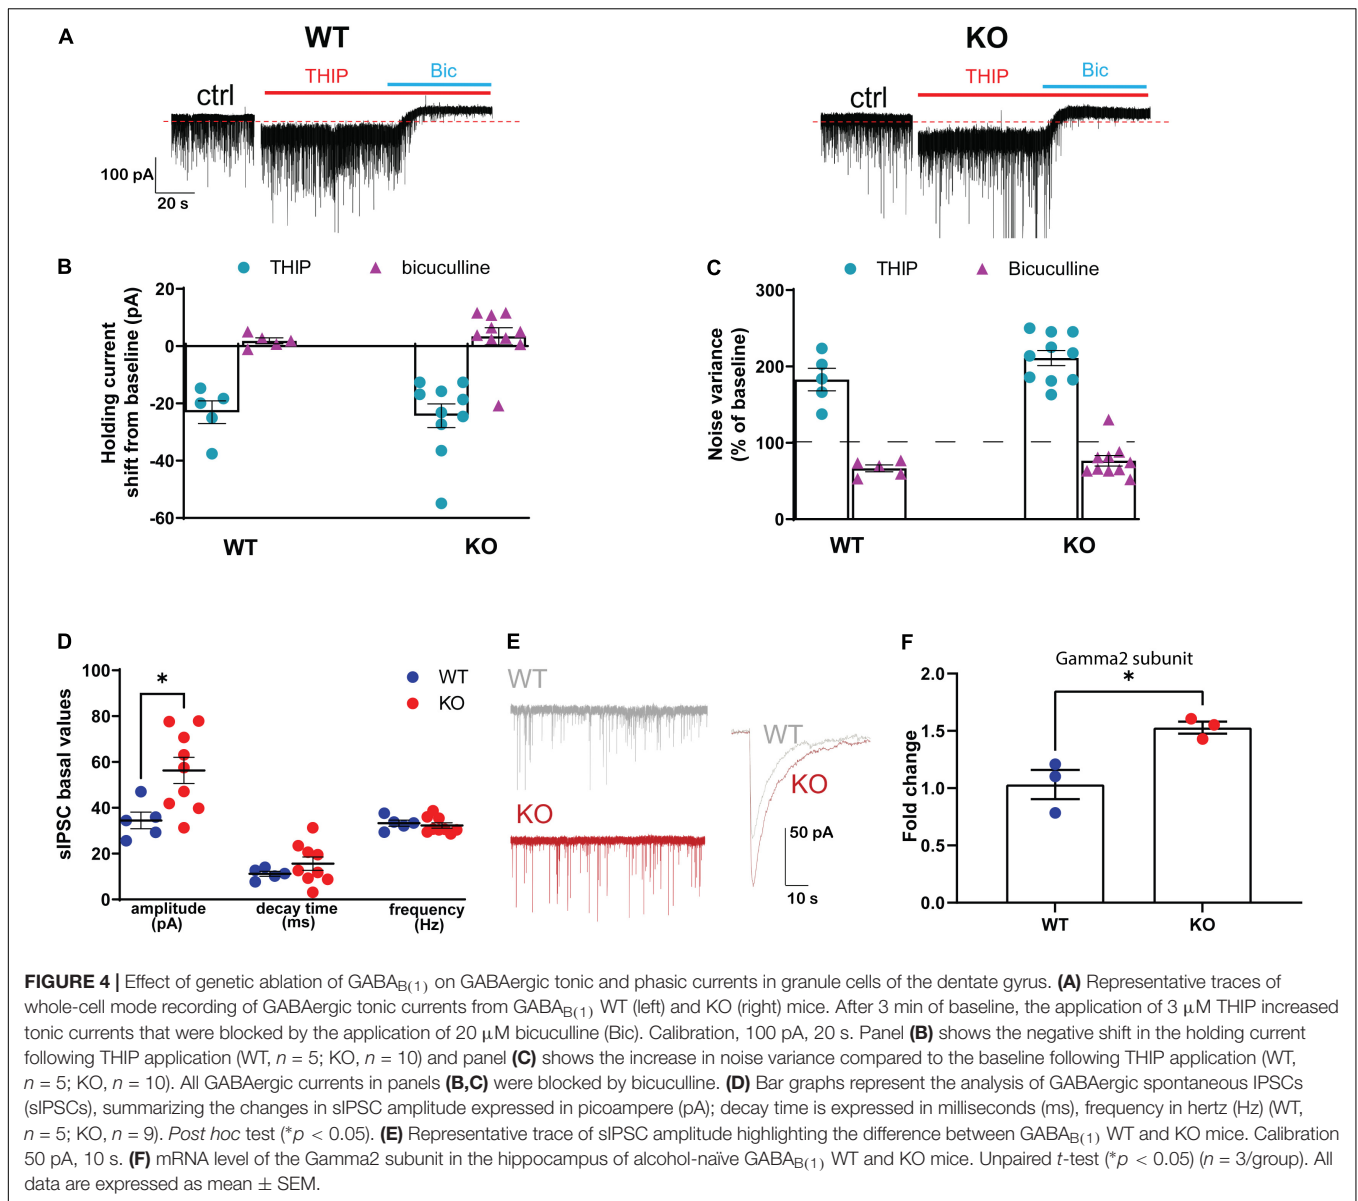 A
WT
KO
THIP
Bic
ctrl
100 pA
20 s
THIP
Bic
ctrl
B
THIP
bicuculline
Holding current
shift from baseline (pA)
20
0
-20
-40
-60
WT
KO
C
THIP
Bicuculline
Noise variance
(% of baseline)
300
200
100
0
WT
KO
D
sIPSC basal values
100
80
60
40
20
0
*
WT
KO
amplitude
(pA)
decay time
(ms)
frequency
(Hz)
E
WT
KO
WT
KO
50 pA
10 s
F
Gamma2 subunit
*
Fold change
2.0
1.5
1.0
0.5
0.0
WT
KO
FIGURE 4 | Effect of genetic ablation of GABAB(1) on GABAergic tonic and phasic currents in granule cells of the dentate gyrus. (A) Representative traces of
whole-cell mode recording of GABAergic tonic currents from GABAB(1) WT (left) and KO (right) mice. After 3 min of baseline, the application of 3 μM THIP increased
tonic currents that were blocked by the application of 20 μM bicuculline (Bic). Calibration, 100 pA, 20 s. Panel (B) shows the negative shift in the holding current
following THIP application (WT, n = 5; KO, n = 10) and panel (C) shows the increase in noise variance compared to the baseline following THIP application (WT,
n = 5; KO, n = 10). All GABAergic currents in panels (B,C) were blocked by bicuculline. (D) Bar graphs represent the analysis of GABAergic spontaneous IPSCs
(sIPSCs), summarizing the changes in sIPSC amplitude expressed in picoampere (pA); decay time is expressed in milliseconds (ms), frequency in hertz (Hz) (WT,
n = 5; KO, n = 9). Post hoc test (*p < 0.05). (E) Representative trace of sIPSC amplitude highlighting the difference between GABAB(1) WT and KO mice. Calibration
50 pA, 10 s. (F) mRNA level of the Gamma2 subunit in the hippocampus of alcohol-naïve GABAB(1) WT and KO mice. Unpaired t-test (*p < 0.05) (n = 3/group). All
data are expressed as mean ± SEM.